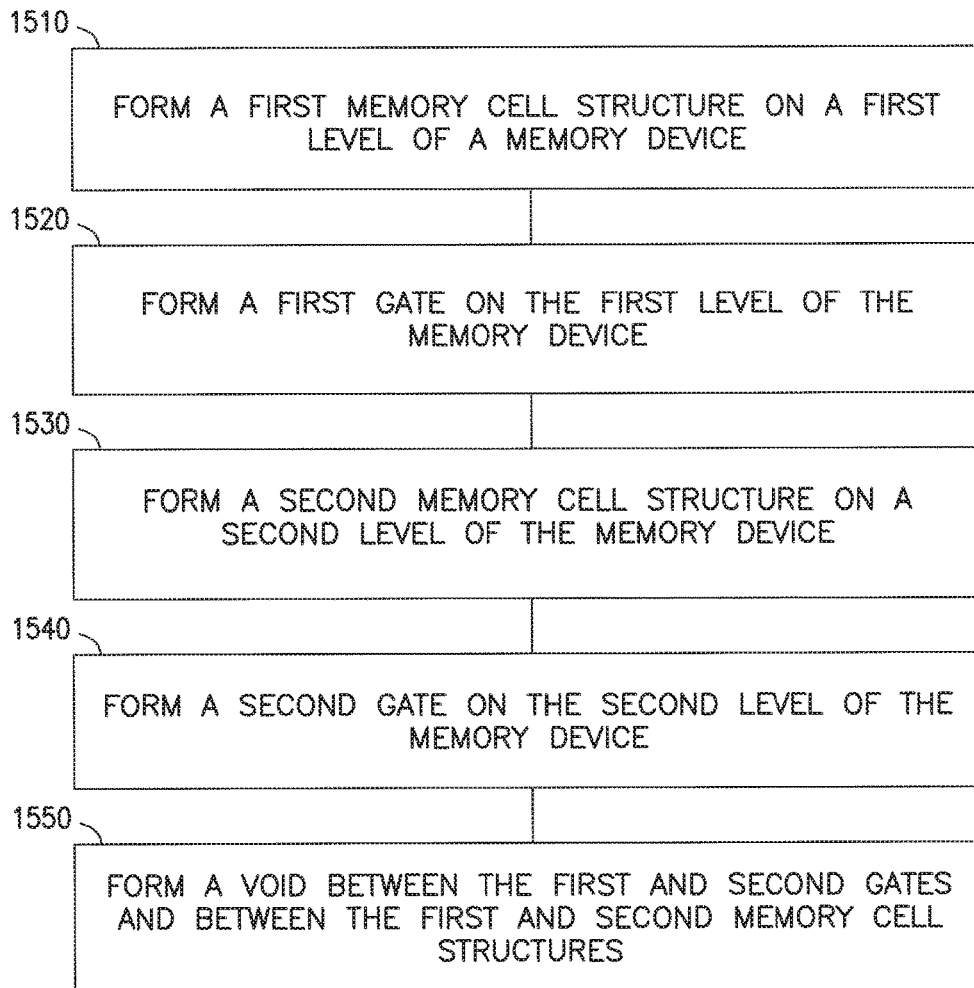 1510
FORM A FIRST MEMORY CELL STRUCTURE ON A FIRST
LEVEL OF A MEMORY DEVICE
1520
FORM A FIRST GATE ON THE FIRST LEVEL OF THE
MEMORY DEVICE
1530
FORM A SECOND MEMORY CELL STRUCTURE ON A
SECOND LEVEL OF THE MEMORY DEVICE
1540
FORM A SECOND GATE ON THE SECOND LEVEL OF THE
MEMORY DEVICE
1550
FORM A VOID BETWEEN THE FIRST AND SECOND GATES
AND BETWEEN THE FIRST AND SECOND MEMORY CELL
STRUCTURES